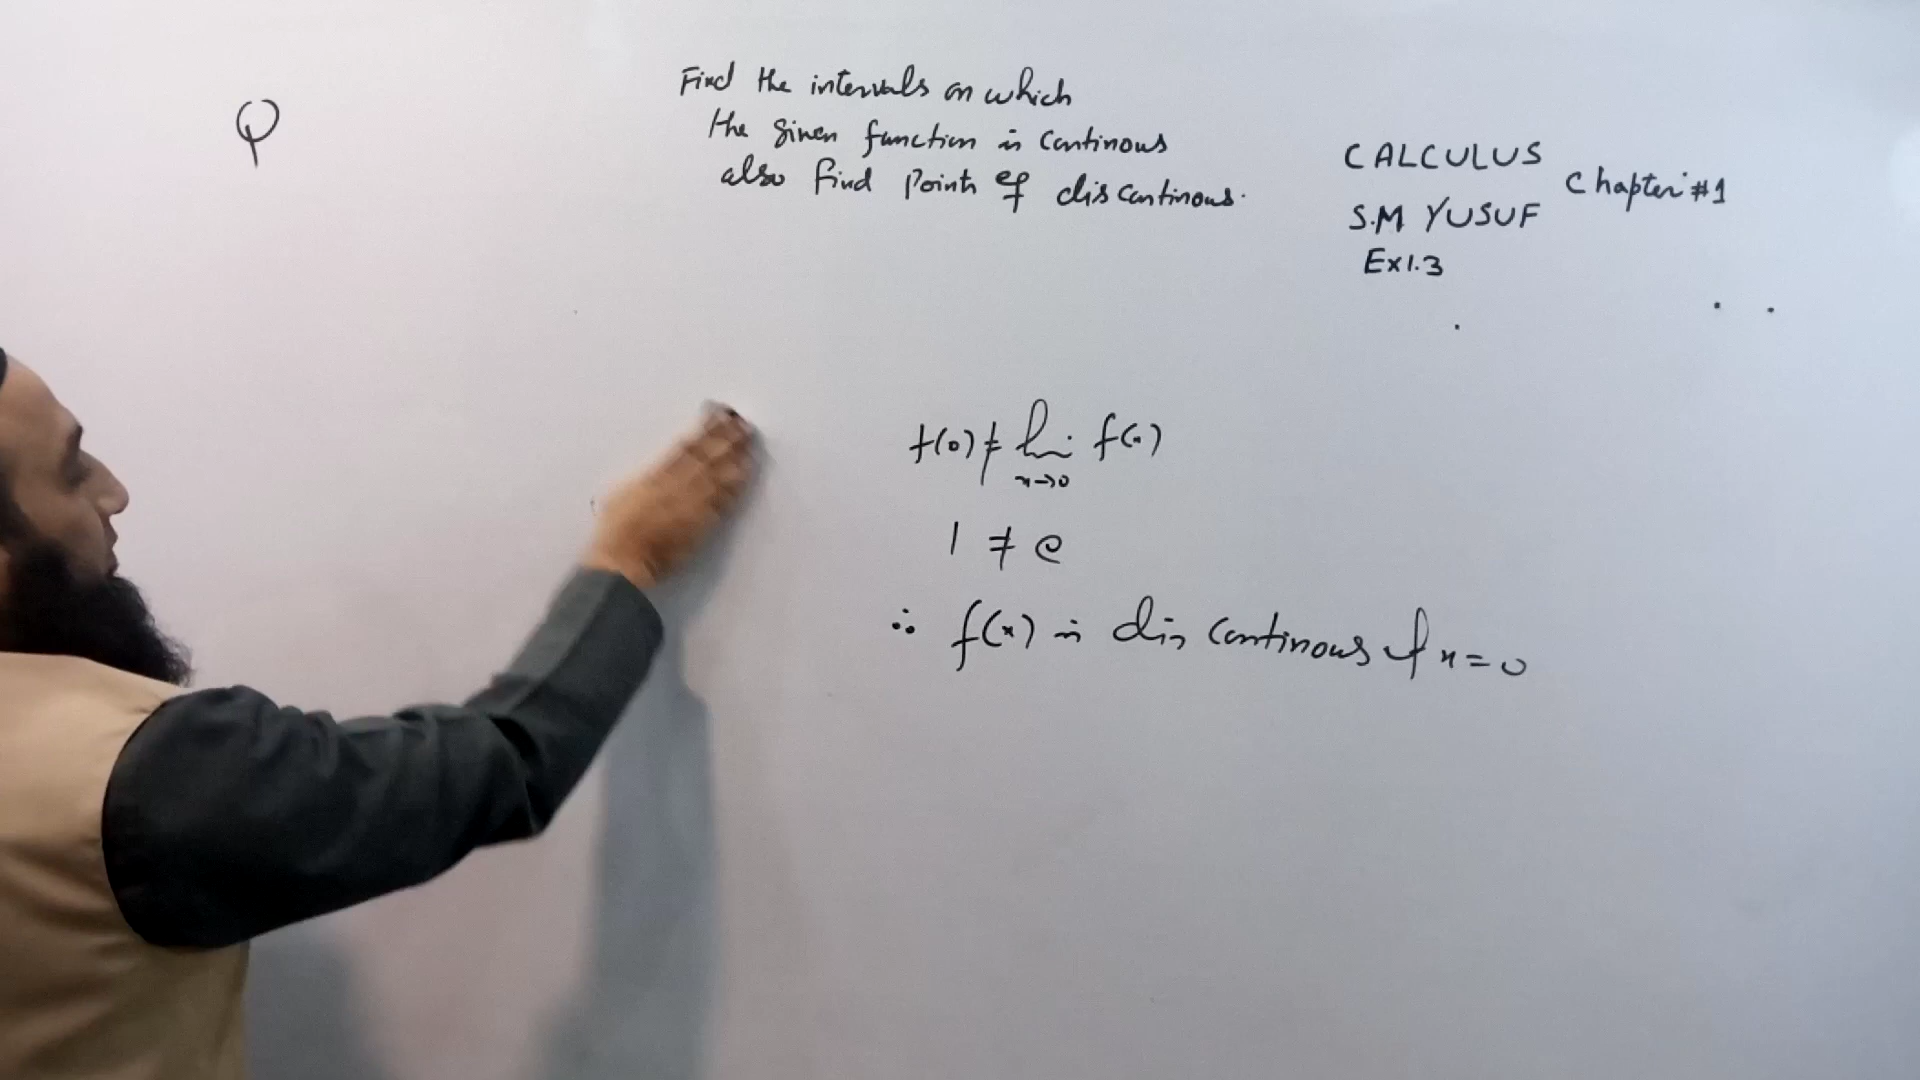 Q
Find the intervals on which
the given function is continous
also find points of discontinous.
CALCULUS
Chapter #1
S.M YUSUF
Ex1.3
f(0) ≠ lim f(x)
x→0
1 ≠ e
∴ f(x) is discontinous at x=0